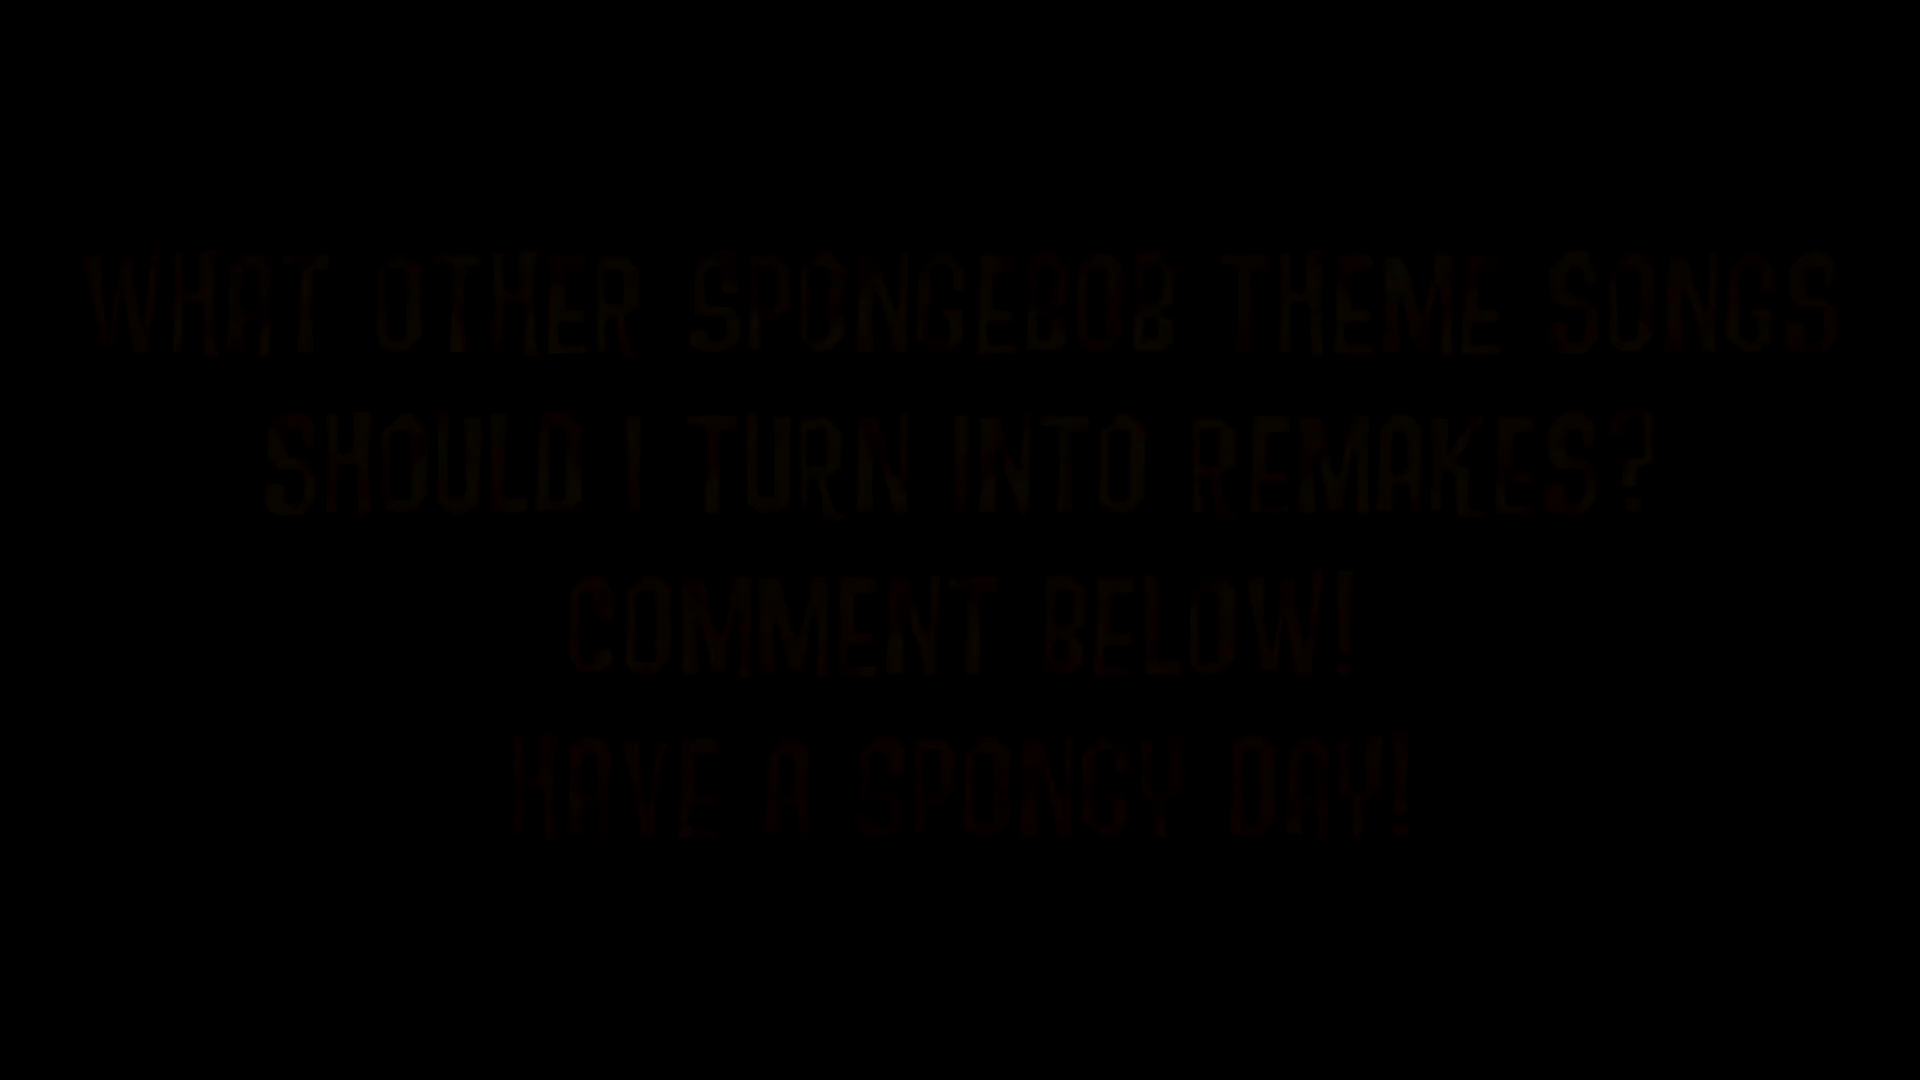 WHAT OTHER SPONGEBOB THEME SONGS
SHOULD I TURN INTO REMAKES?
COMMENT BELOW!
HAVE A SPONGY DAY!